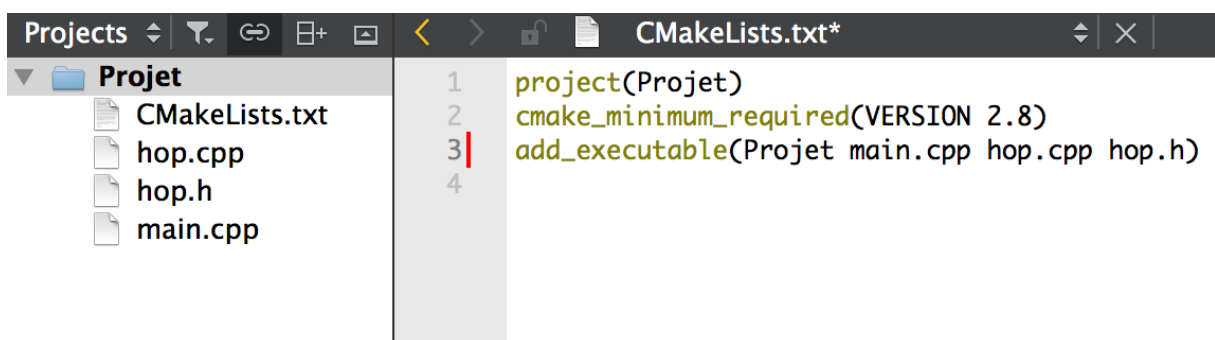 Projects
CMakeLists.txt*
Projet
CMakeLists.txt
hop.cpp
hop.h
main.cpp
1 project(Projet)
2 cmake_minimum_required(VERSION 2.8)
3 add_executable(Projet main.cpp hop.cpp hop.h)
4